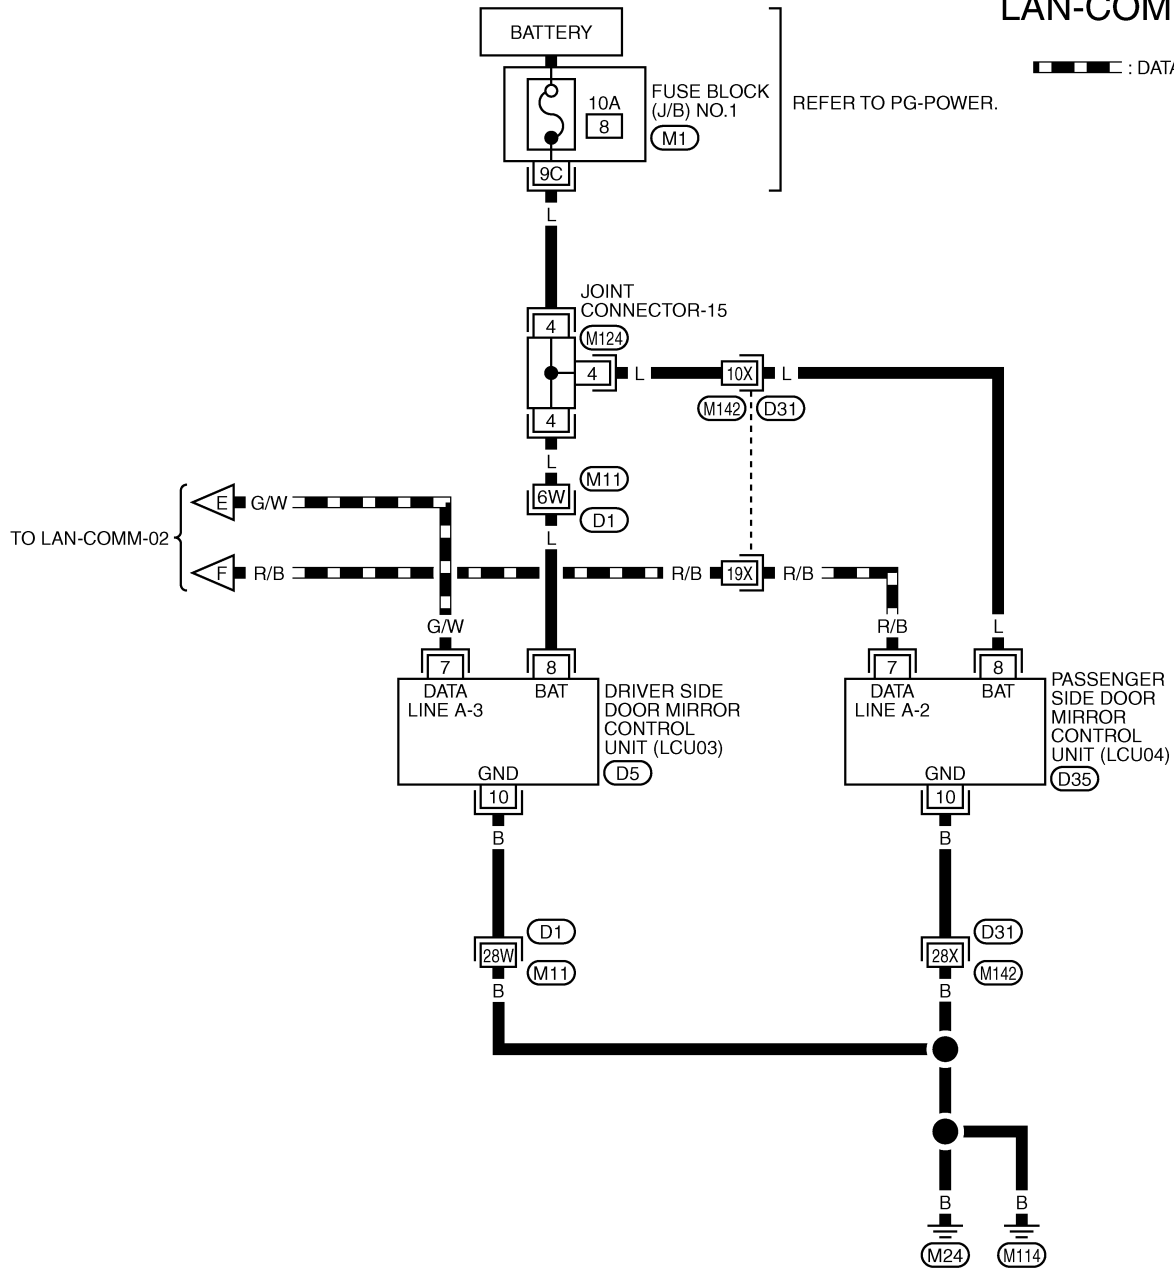 LAN-COM
: DATA
BATTERY
10A
8
FUSE BLOCK
(J/B) NO.1
M1
REFER TO PG-POWER.
9C
L
JOINT
CONNECTOR-15
4
M124
4
L
10X
L
M142
D31
4
L
M11
6W
D1
L
TO LAN-COMM-02
E
G/W
F
R/B
R/B
19X
R/B
G/W
R/B
L
7
8
7
8
DATA
LINE A-3
BAT
DRIVER SIDE
DOOR MIRROR
CONTROL
UNIT (LCU03)
D5
GND
10
DATA
LINE A-2
BAT
PASSENGER
SIDE DOOR
MIRROR
CONTROL
UNIT (LCU04)
D35
GND
10
B
B
D1
28W
M11
D31
28X
M142
B
B
B
B
M24
M114